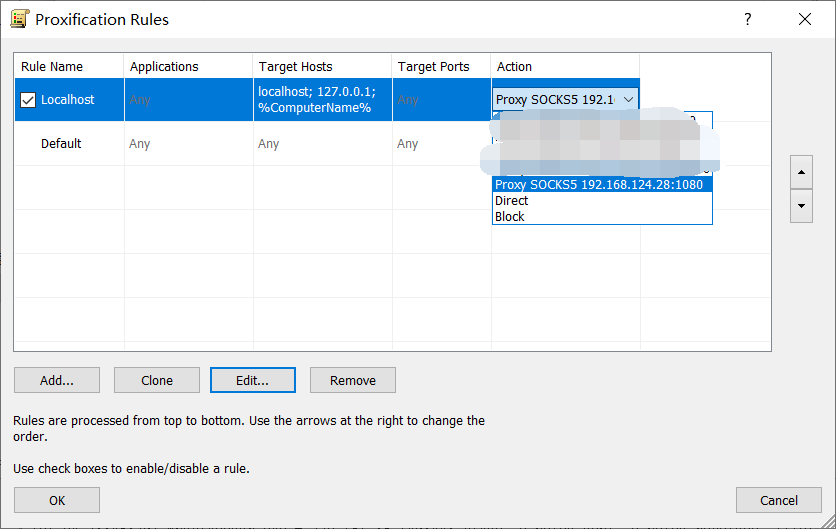 Proxification Rules
?
Rule Name Applications Target Hosts Target Ports Action
Localhost Any localhost; 127.0.0.1; %ComputerName% Any Proxy SOCKS5 192.1
Default Any Any Any
Proxy SOCKS5 192.168.124.28:1080
Direct
Block
Add... Clone Edit... Remove
Rules are processed from top to bottom. Use the arrows at the right to change the
order.
Use check boxes to enable/disable a rule.
OK Cancel